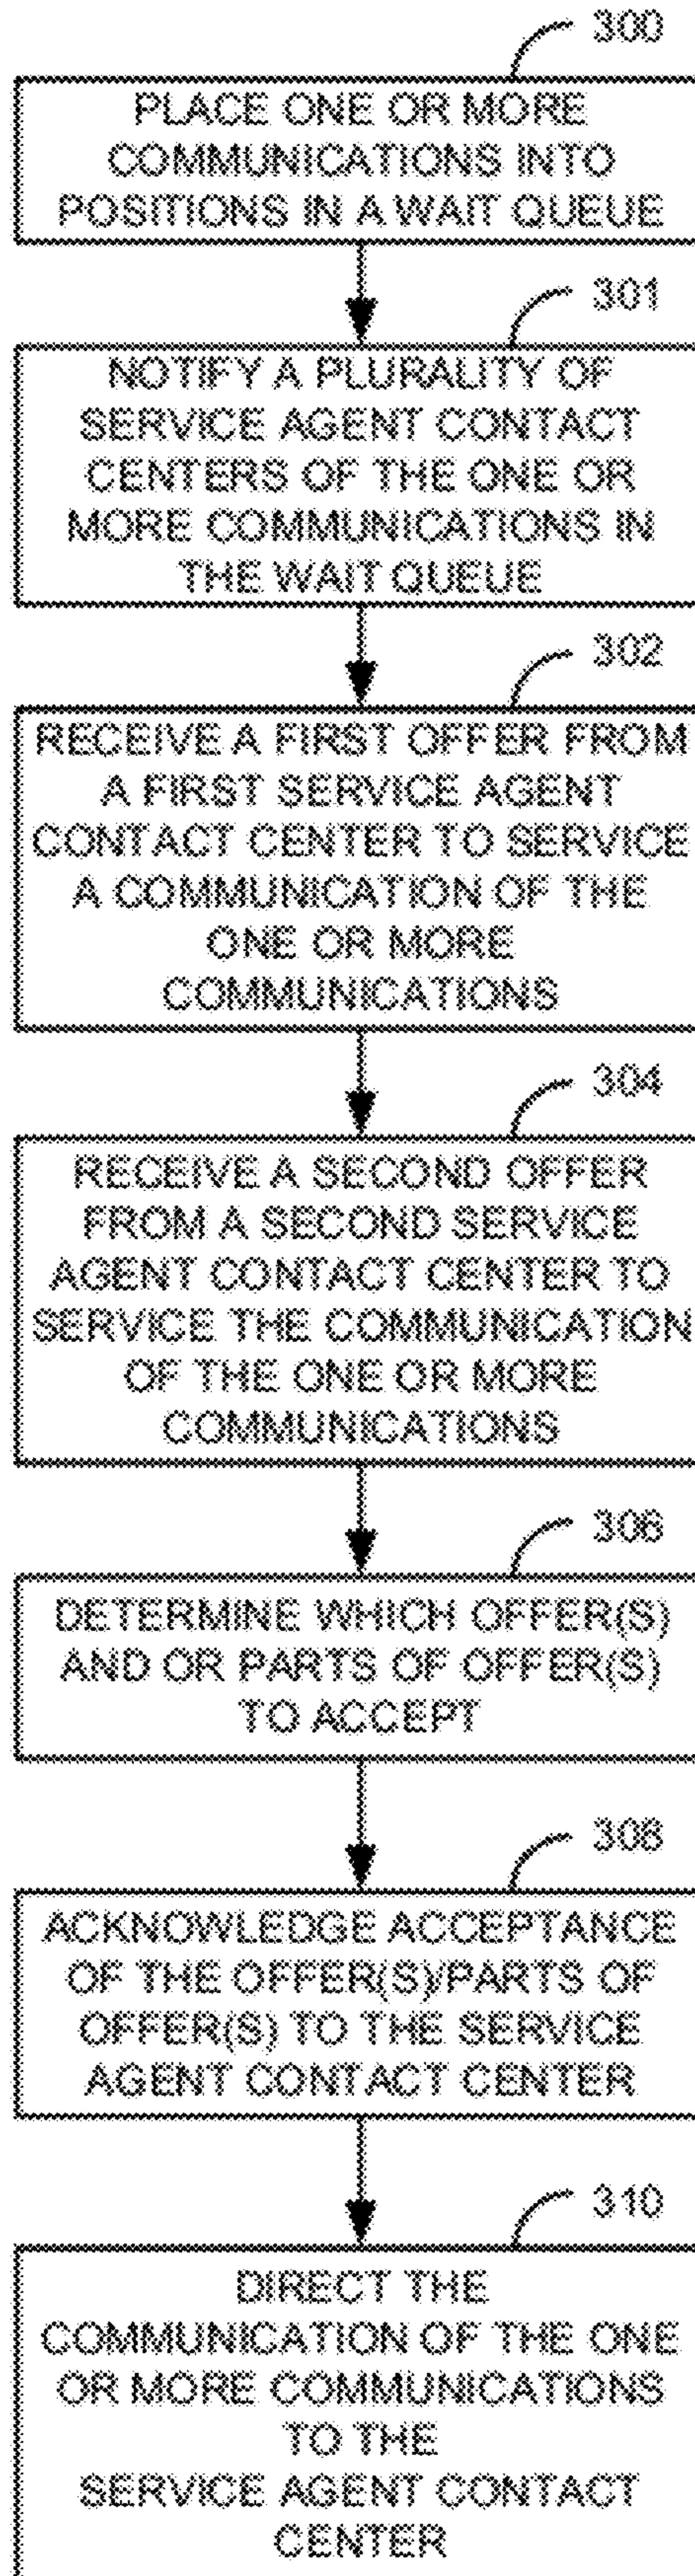 300
PLACE ONE OR MORE
COMMUNICATIONS INTO
POSITIONS IN A WAIT QUEUE
301
NOTIFY A PLURALITY OF
SERVICE AGENT CONTACT
CENTERS OF THE ONE OR
MORE COMMUNICATIONS IN
THE WAIT QUEUE
302
RECEIVE A FIRST OFFER FROM
A FIRST SERVICE AGENT
CONTACT CENTER TO SERVICE
A COMMUNICATION OF THE
ONE OR MORE
COMMUNICATIONS
304
RECEIVE A SECOND OFFER
FROM A SECOND SERVICE
AGENT CONTACT CENTER TO
SERVICE THE COMMUNICATION
OF THE ONE OR MORE
COMMUNICATIONS
306
DETERMINE WHICH OFFER(S)
AND OR PARTS OF OFFER(S)
TO ACCEPT
308
ACKNOWLEDGE ACCEPTANCE
OF THE OFFER(S)/PARTS OF
OFFER(S) TO THE SERVICE
AGENT CONTACT CENTER
310
DIRECT THE
COMMUNICATION OF THE ONE
OR MORE COMMUNICATIONS
TO THE
SERVICE AGENT CONTACT
CENTER